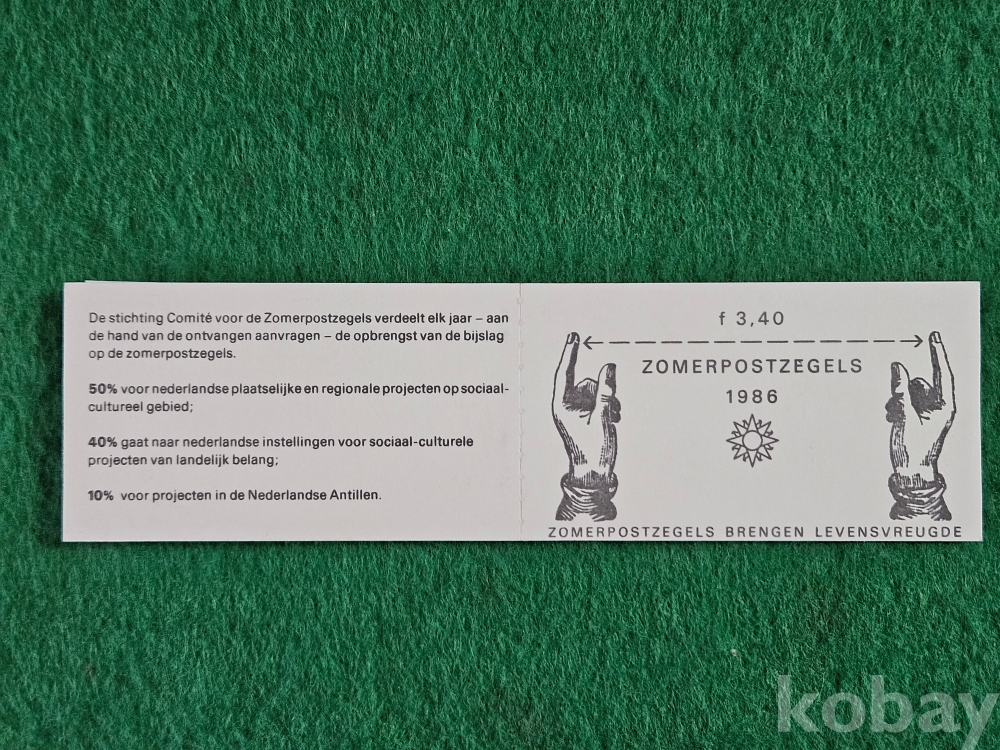 De stichting Comité voor de Zomerpostzegels verdeelt elk jaar – aan
de hand van de ontvangen aanvragen – de opbrengst van de bijslag
op de zomerpostzegels.
50% voor nederlandse plaatselijke en regionale projecten op sociaal-
cultureel gebied;
40% gaat naar nederlandse instellingen voor sociaal-culturele
projecten van landelijk belang;
10% voor projecten in de Nederlandse Antillen.
f 3,40
ZOMERPOSTZEGELS
1986
ZOMERPOSTZEGELS BRENGEN LEVENSVREUGDE
kobay